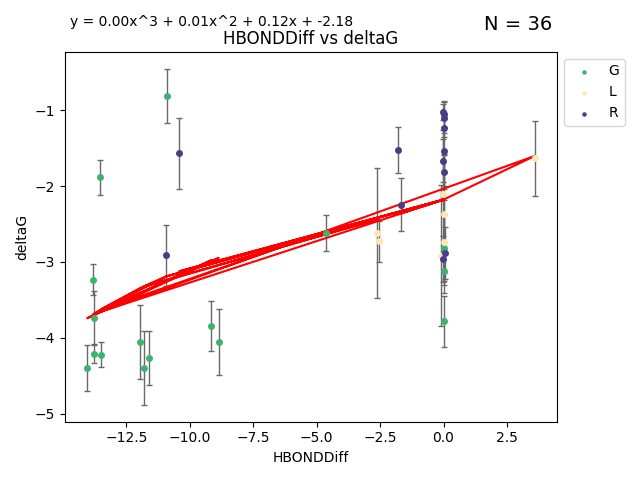 y = 0.00x^3 + 0.01x^2 + 0.12x + -2.18
N = 36
HBONDDiff vs deltaG
G
L
R
deltaG
−1
−2
−3
−4
−5
−12.5 −10.0 −7.5 −5.0 −2.5 0.0 2.5
HBONDDiff